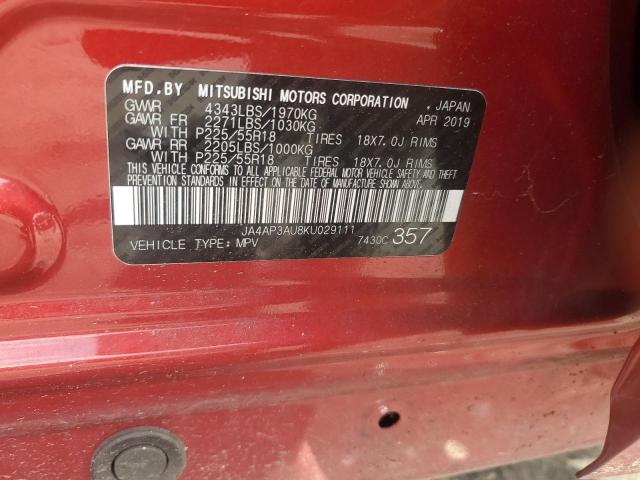 MFD.BY MITSUBISHI MOTORS CORPORATION . JAPAN
GVWR 4343LBS/1970KG APR 2019
GAWR FR 2271LBS/1030KG
WITH P225/55R18 TIRES 18X7.0J RIMS
GAWR RR 2205LBS/1000KG
WITH P225/55R18 TIRES 18X7.0J RIMS
THIS VEHICLE CONFORMS TO ALL APPLICABLE FEDERAL MOTOR VEHICLE SAFETY AND THEFT
PREVENTION STANDARDS IN EFFECT ON THE DATE OF MANUFACTURE SHOWN ABOVE.
JA4AP3AU8KU029111
VEHICLE TYPE: MPV 7430C 357